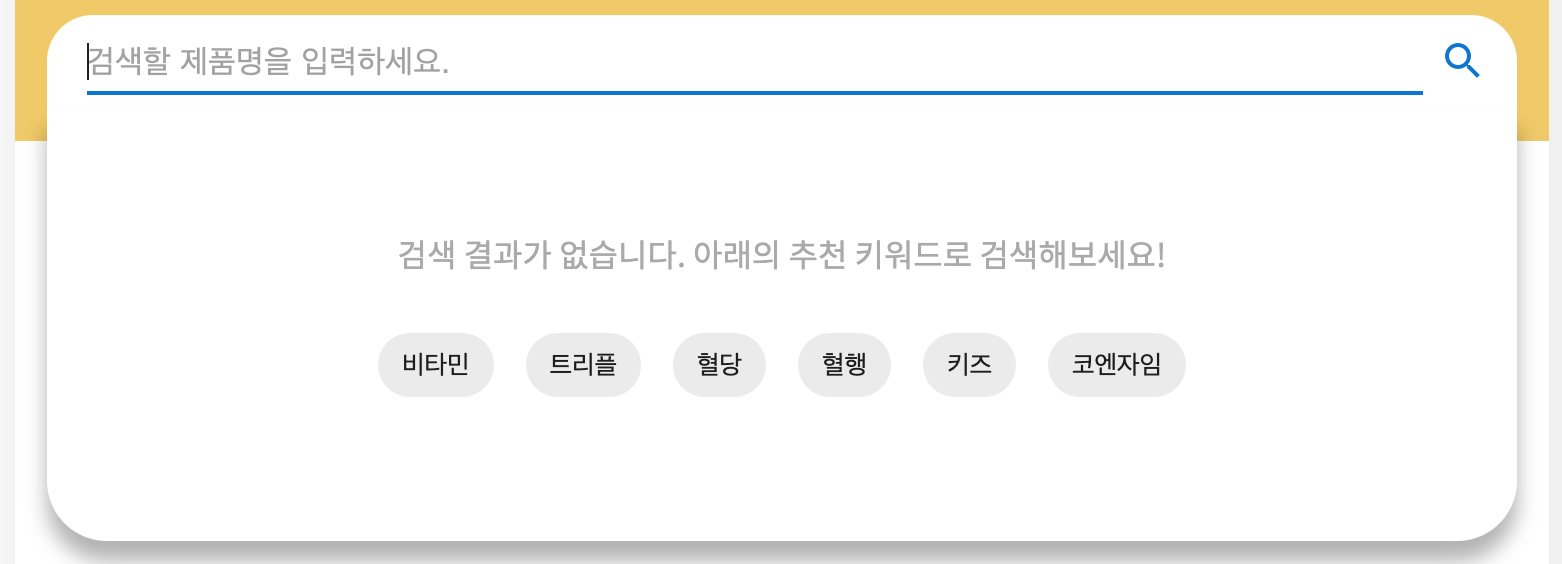 검색할 제품명을 입력하세요.
검색 결과가 없습니다. 아래의 추천 키워드로 검색해보세요!
비타민 트리플 혈당 혈행 키즈 코엔자임